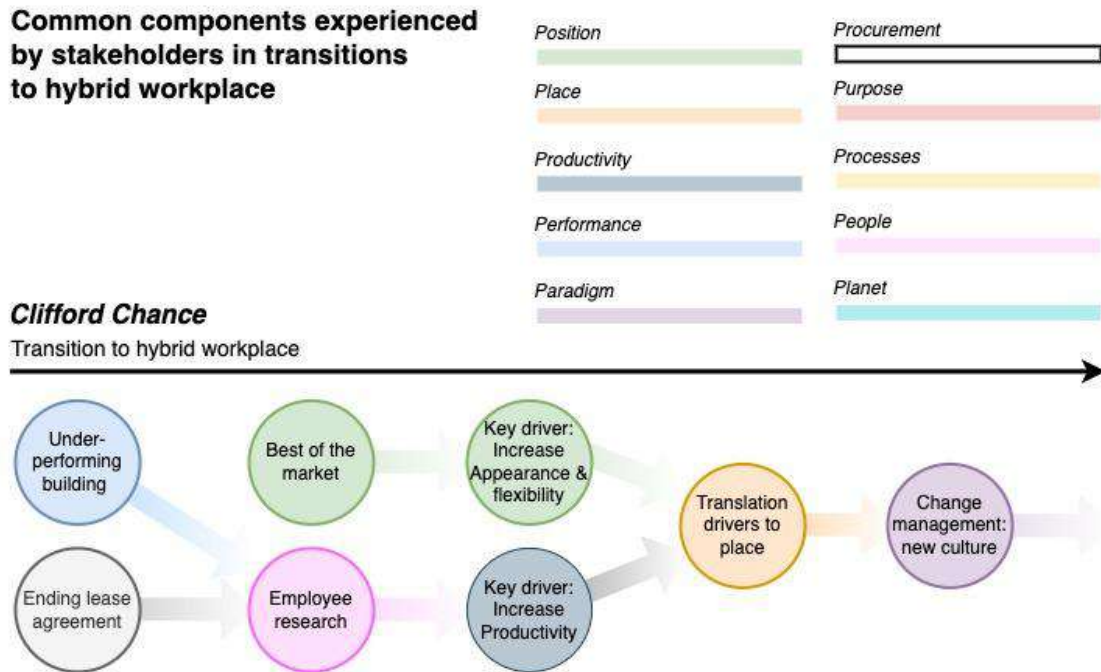 Common components experienced
by stakeholders in transitions
to hybrid workplace
Position
Procurement
Place
Purpose
Productivity
Processes
Performance
People
Paradigm
Planet
Clifford Chance
Transition to hybrid workplace
Under-
performing
building
Best of the
market
Key driver:
Increase
Appearance &
flexibility
Translation
drivers to
place
Change
management:
new culture
Ending lease
agreement
Employee
research
Key driver:
Increase
Productivity